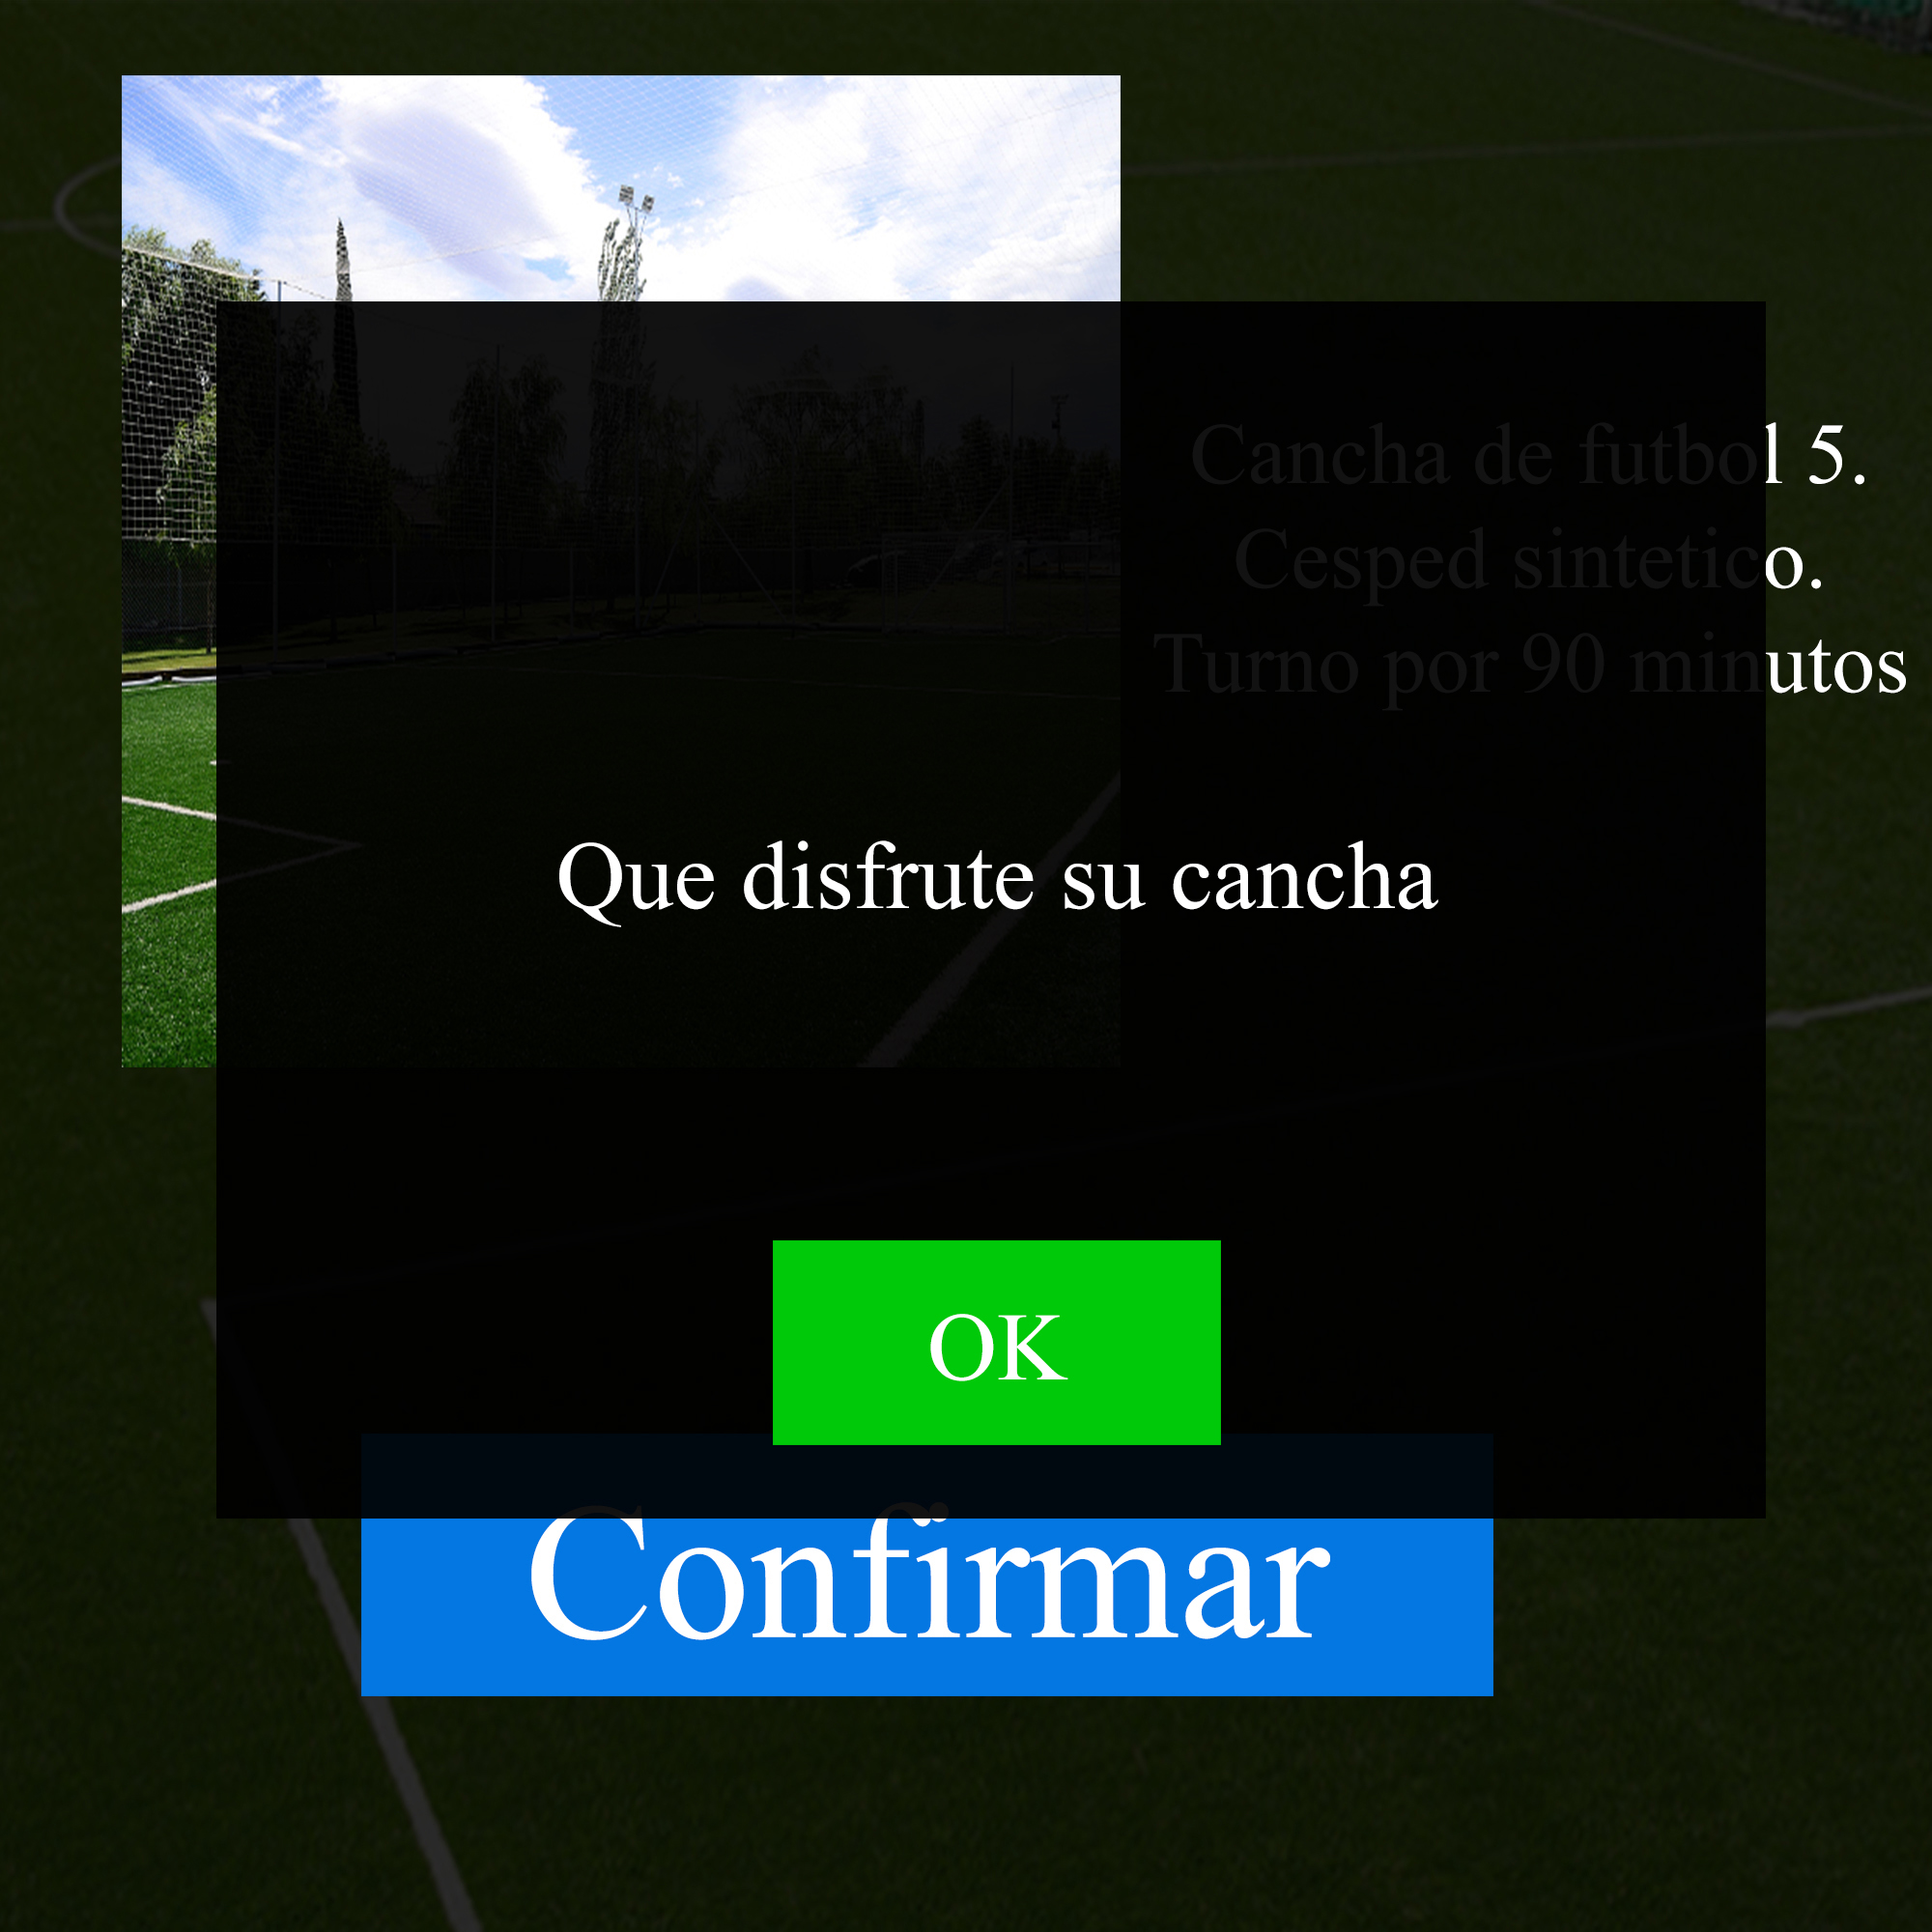 Cancha de futbol 5.
Cesped sintetico.
Turno por 90 minutos
Que disfrute su cancha
OK
Confirmar